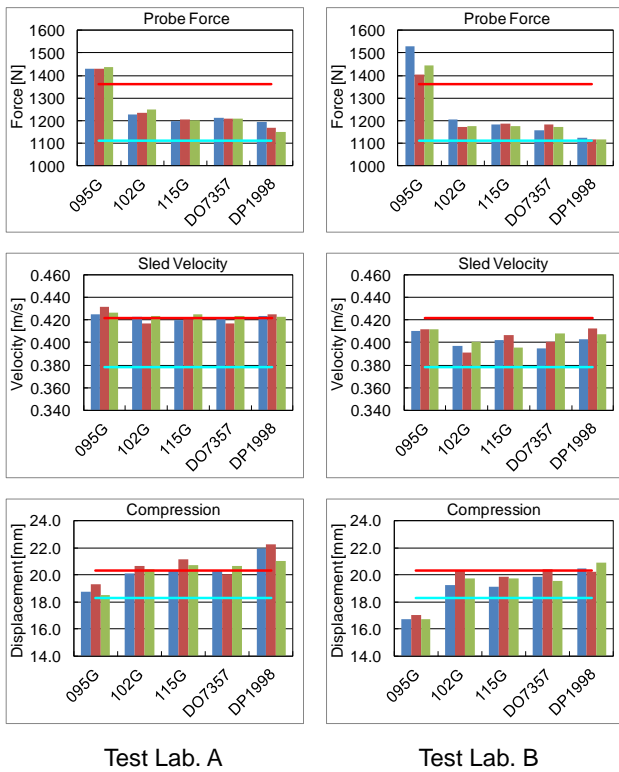 Probe Force
Force [N]
1600
1500
1400
1300
1200
1100
1000
095G
102G
115G
DO7357
DP1998
Probe Force
Force [N]
1600
1500
1400
1300
1200
1100
1000
095G
102G
115G
DO7357
DP1998
Sled Velocity
Velocity [m/s]
0.460
0.440
0.420
0.400
0.380
0.360
0.340
095G
102G
115G
DO7357
DP1998
Sled Velocity
Velocity [m/s]
0.460
0.440
0.420
0.400
0.380
0.360
0.340
095G
102G
115G
DO7357
DP1998
Compression
Displacement[mm]
24.0
22.0
20.0
18.0
16.0
14.0
095G
102G
115G
DO7357
DP1998
Compression
Displacement[mm]
24.0
22.0
20.0
18.0
16.0
14.0
095G
102G
115G
DO7357
DP1998
Test Lab. A
Test Lab. B